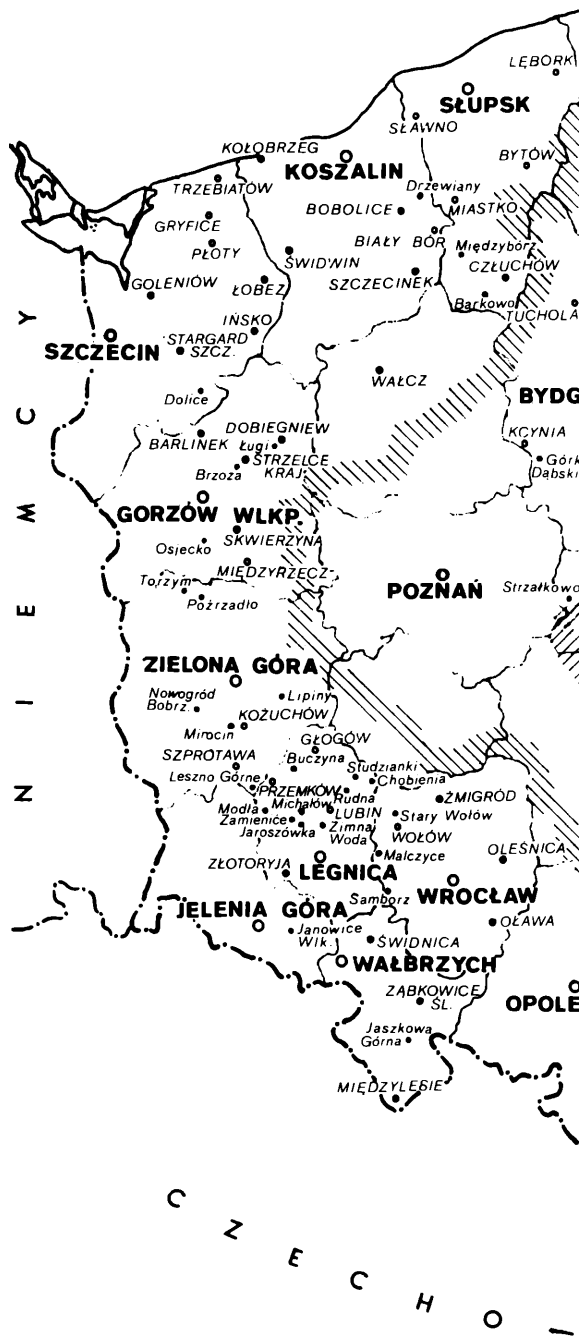 LĘBORK
SŁUPSK
SŁAWNO
KOŁOBRZEG
KOSZALIN
BYTÓW
TRZEBIATÓW
Drzewiany
GRYFICE
BOBOLICE
MIASTKO
PŁOTY
BIAŁY BÓR
Międzybórz
ŚWIDWIN
CZŁUCHÓW
GOLENIÓW
ŁOBEZ
SZCZECINEK
Barkowo
TUCHOLA
IŃSKO
SZCZECIN
STARGARD
SZCZ.
WAŁCZ
Dolice
BYDG
BARLINEK
DOBIEGNIEW
Ługi
KCYNIA
Brzoza
STRZELCE
KRAJ.
Górk
Dąbski
GORZÓW WLKP.
SKWIERZYNA
Osiecko
MIĘDZYRZECZ
Torzym
Pożrzadło
POZNAŃ
Strzałkowo
ZIELONA GÓRA
Nowogród
Bobrz.
Lipiny
KOŻUCHÓW
Mirocin
GŁOGÓW
SZPROTAWA
Buczyna
Studzianki
Leszno Górne
Chobienia
PRZEMKÓW
Rudna
ŻMIGRÓD
Modła
Michałów
LUBIN
Stary Wołów
Zamienice
Zimna
Woda
WOŁÓW
Jaroszówka
Malczyce
OLEŚNICA
ZŁOTORYJA
LEGNICA
Samborz
WROCŁAW
JELENIA GÓRA
OŁAWA
Janowice
Wlk.
ŚWIDNICA
WAŁBRZYCH
ZĄBKOWICE
ŚL.
OPOLE
Jaszkowa
Górna
MIĘDZYLESIE
NIEMCY
CZECHO